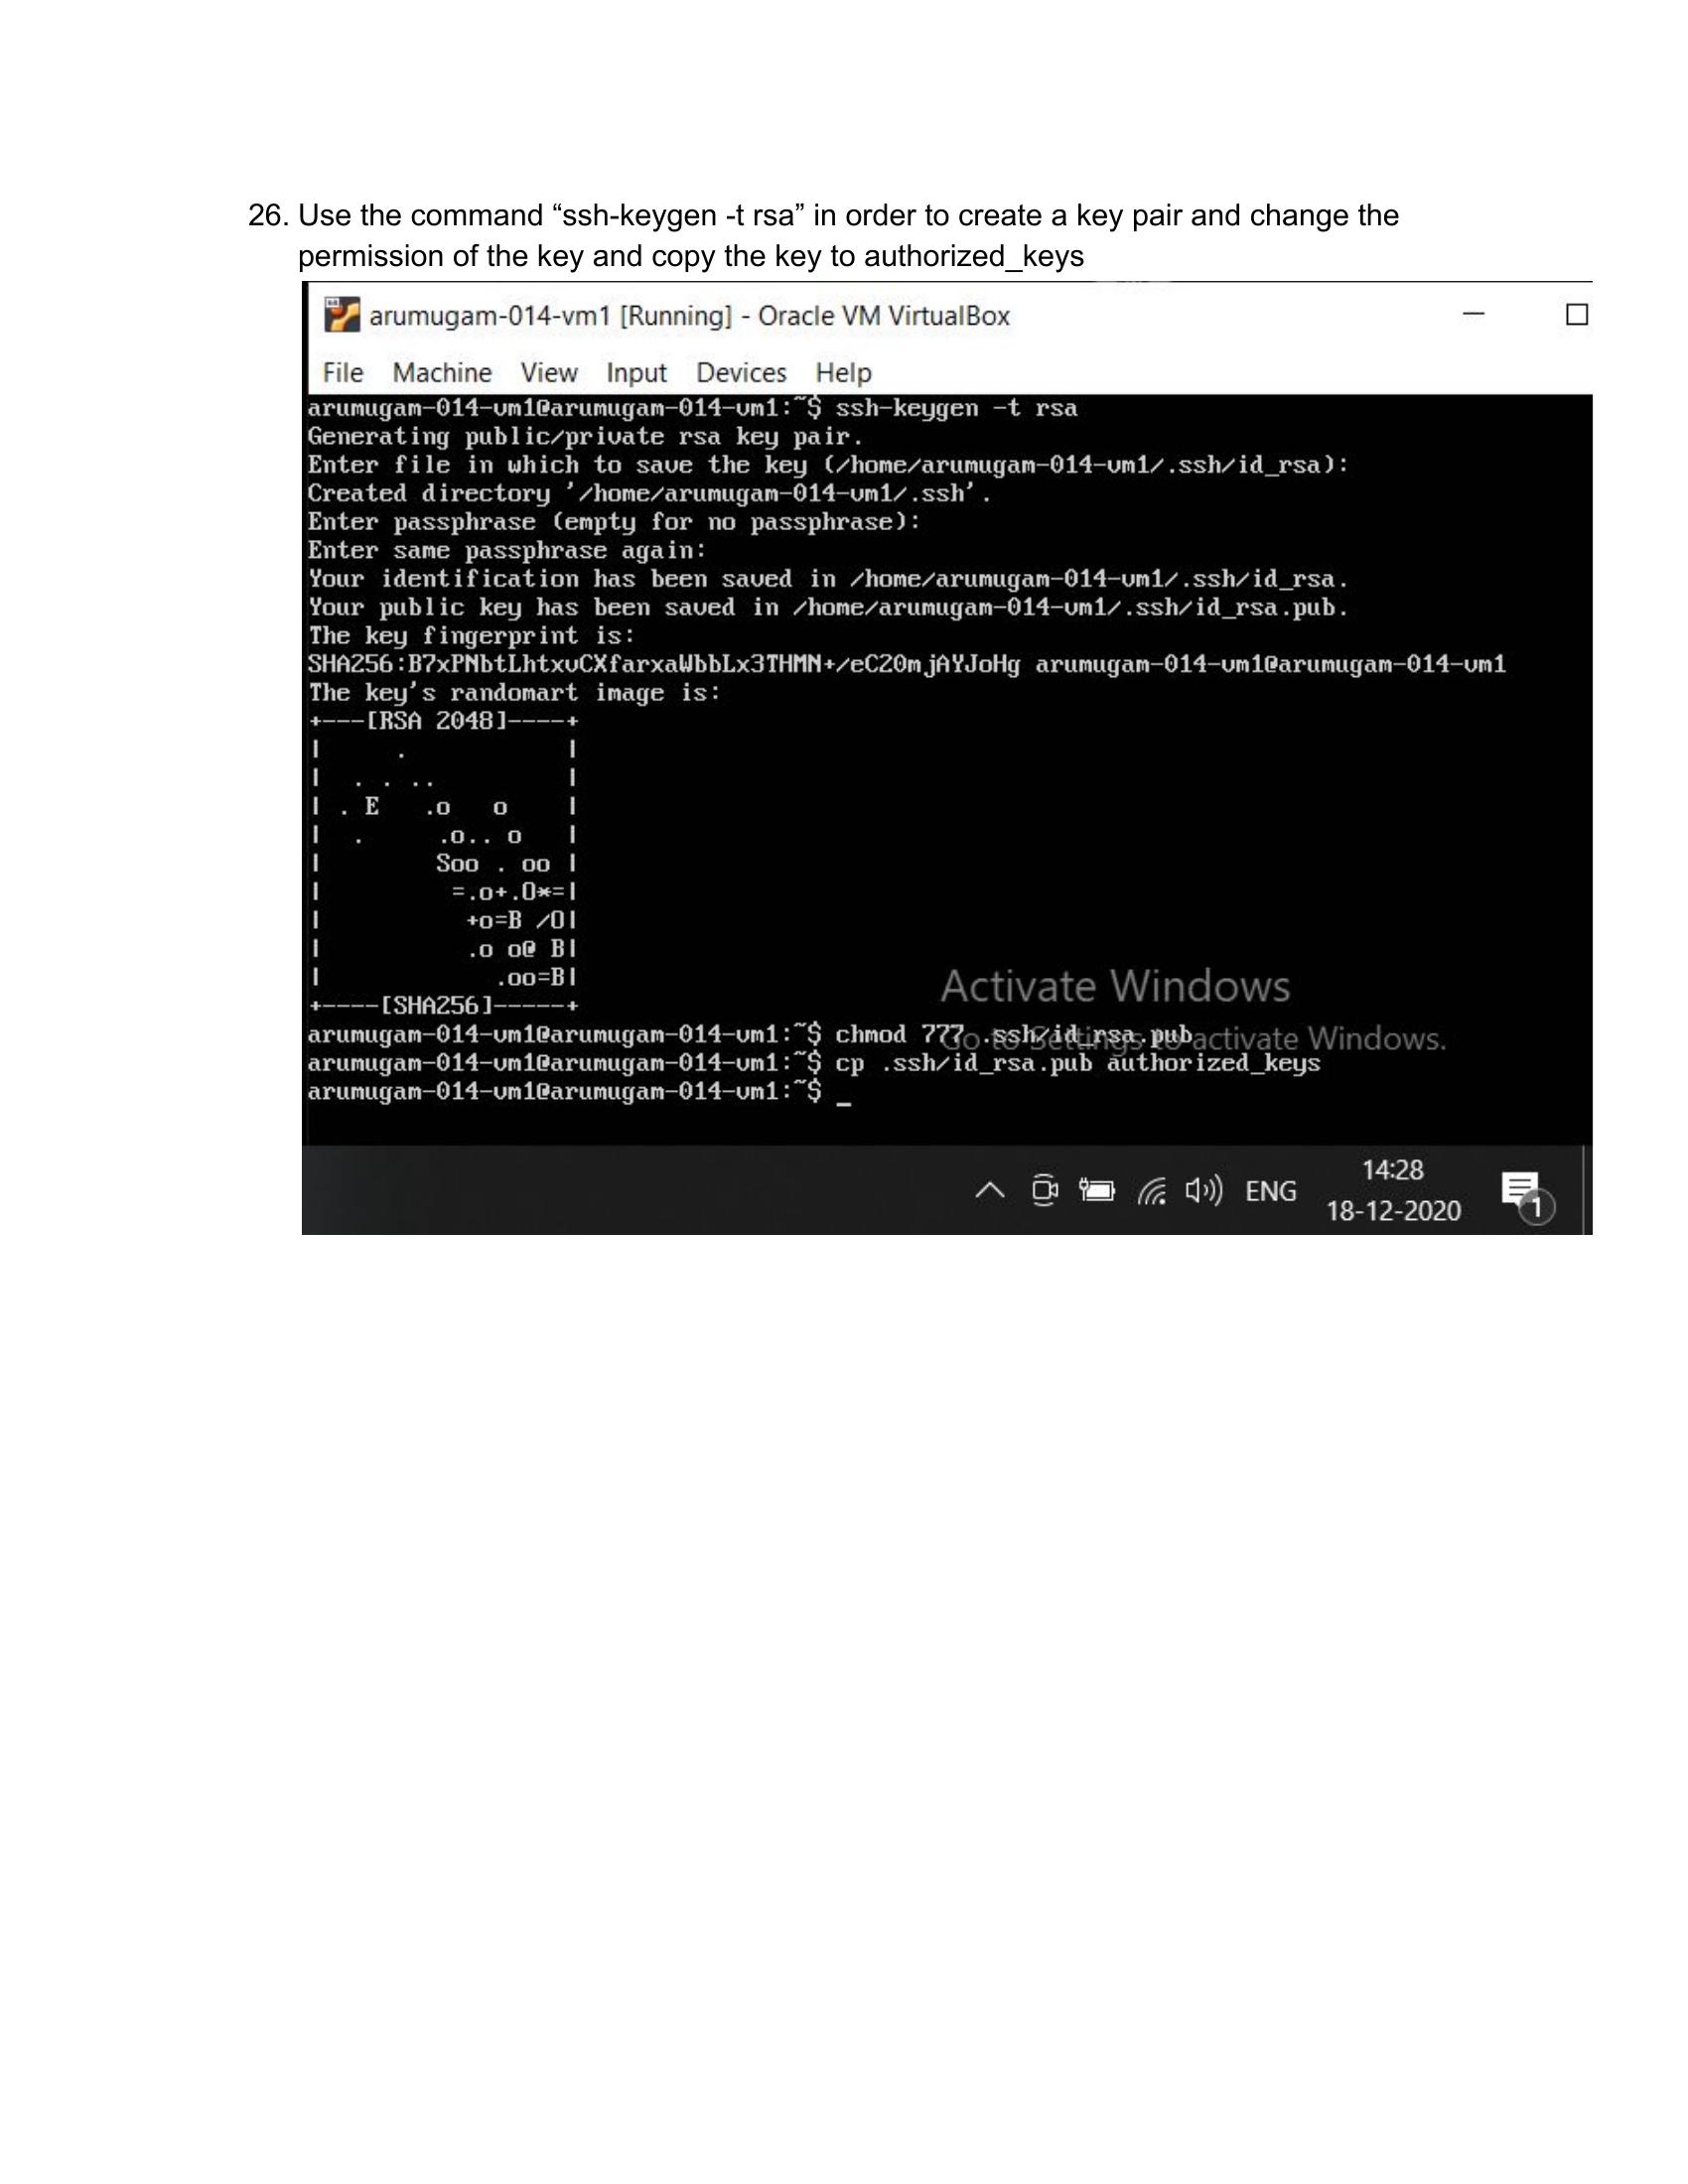 26. Use the command “ssh-keygen -t rsa” in order to create a key pair and change the
permission of the key and copy the key to authorized_keys
arumugam-014-vm1 [Running] - Oracle VM VirtualBox
File Machine View Input Devices Help
arumugam-014-vm1@arumugam-014-vm1:~$ ssh-keygen -t rsa
Generating public/private rsa key pair.
Enter file in which to save the key (/home/arumugam-014-vm1/.ssh/id_rsa):
Created directory '/home/arumugam-014-vm1/.ssh'.
Enter passphrase (empty for no passphrase):
Enter same passphrase again:
Your identification has been saved in /home/arumugam-014-vm1/.ssh/id_rsa.
Your public key has been saved in /home/arumugam-014-vm1/.ssh/id_rsa.pub.
The key fingerprint is:
SHA256:B7xPNbtLhtxvCXfarxaWbbLx3THMN+/eC20mjAYJoHg arumugam-014-vm1@arumugam-014-vm1
The key's randomart image is:
+---[RSA 2048]----+
|     .           |
|  . . ..         |
| . E   .o   o    |
|  .     .o.. o   |
|        Soo . oo |
|         =.o+.O*=|
|          +o=B /O|
|          .o o@ B|
|            .oo=B|
+----[SHA256]-----+
arumugam-014-vm1@arumugam-014-vm1:~$ chmod 777 .ssh/id_rsa.pub
arumugam-014-vm1@arumugam-014-vm1:~$ cp .ssh/id_rsa.pub authorized_keys
arumugam-014-vm1@arumugam-014-vm1:~$ _
Activate Windows
Go to Settings to activate Windows.
ENG
14:28
18-12-2020
1